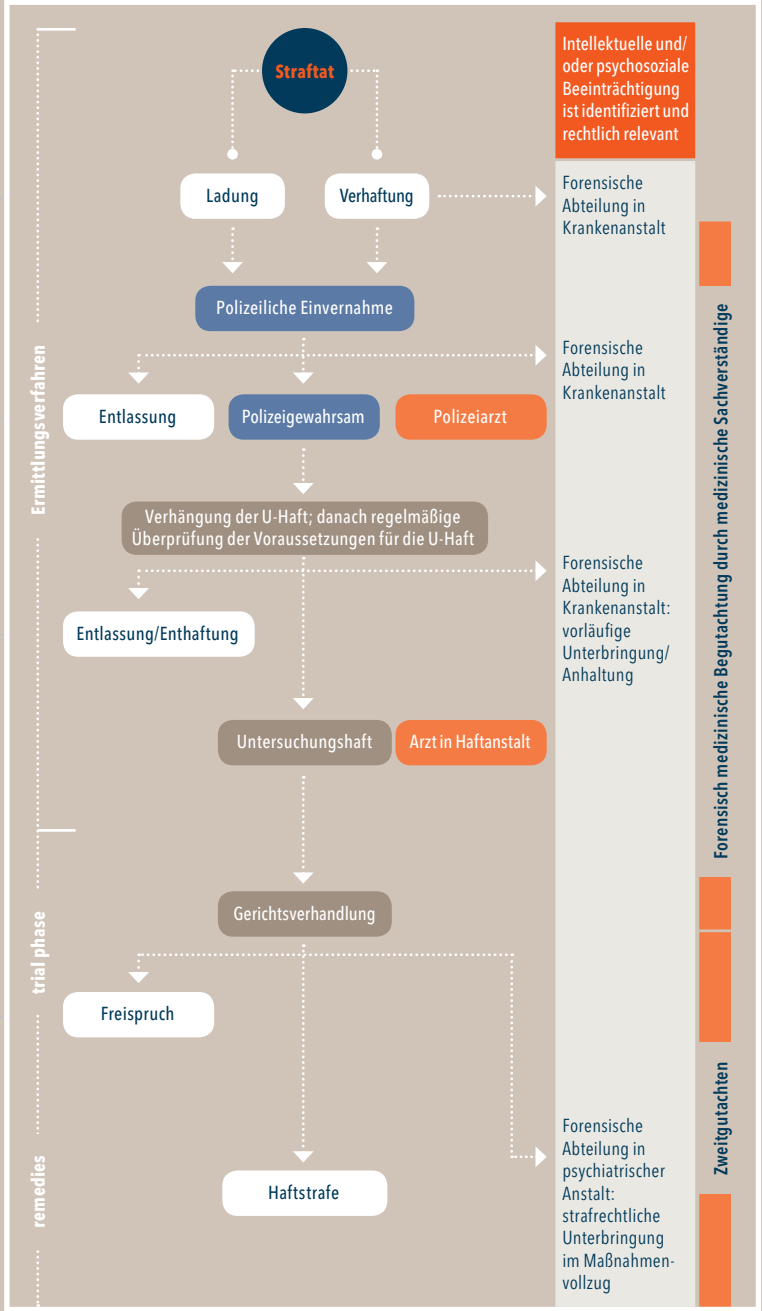 Straftat
Intellektuelle und/
oder psychosoziale
Beeinträchtigung
ist identifiziert und
rechtlich relevant
Ladung
Verhaftung
Forensische
Abteilung in
Krankenanstalt
Polizeiliche Einvernahme
Forensische
Abteilung in
Krankenanstalt
Entlassung
Polizeigewahrsam
Polizeiarzt
Verhängung der U-Haft; danach regelmäßige
Überprüfung der Voraussetzungen für die U-Haft
Forensische
Abteilung in
Krankenanstalt:
vorläufige
Unterbringung/
Anhaltung
Entlassung/Enthaftung
Untersuchungshaft
Arzt in Haftanstalt
Gerichtsverhandlung
Freispruch
Forensische
Abteilung in
psychiatrischer
Anstalt:
strafrechtliche
Unterbringung
im Maßnahmen-
vollzug
Haftstrafe
Ermittlungsverfahren
trial phase
remedies
Forensisch medizinische Begutachtung durch medizinische Sachverständige
Zweitgutachten